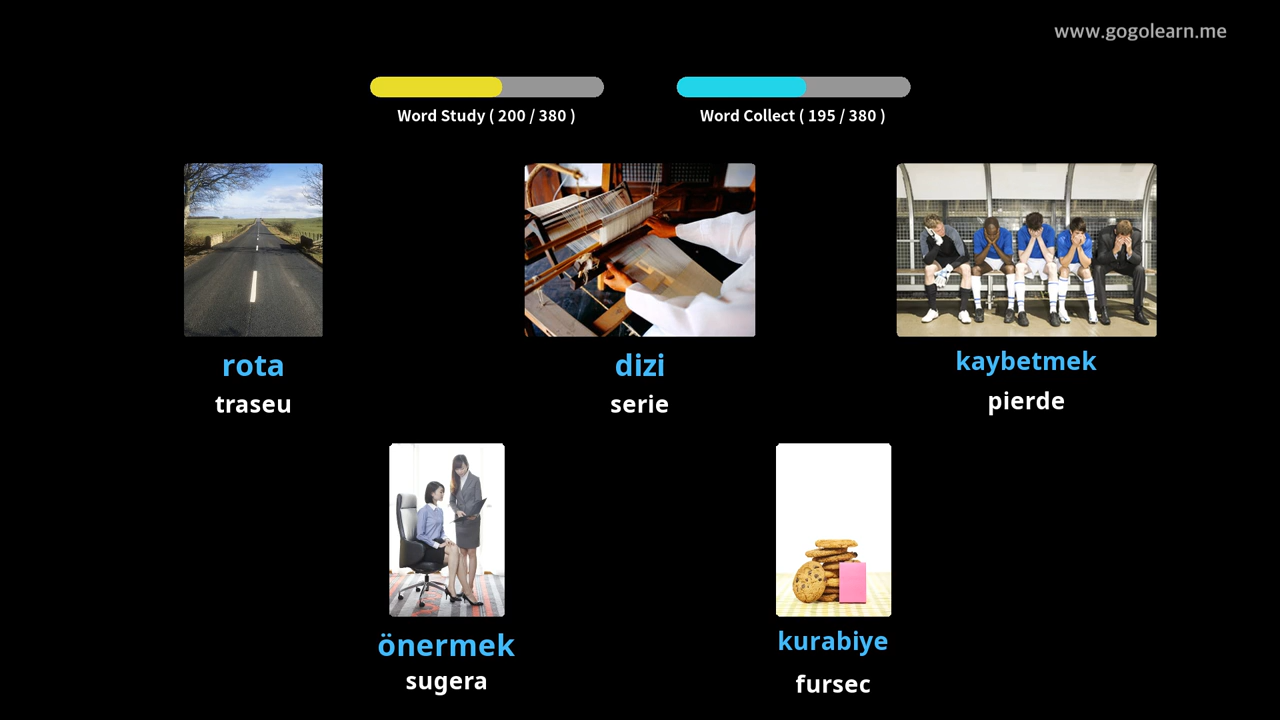 www.gogolearn.me
Word Study ( 200 / 380 )
Word Collect ( 195 / 380 )
rota
traseu
dizi
serie
kaybetmek
pierde
önermek
sugera
kurabiye
fursec